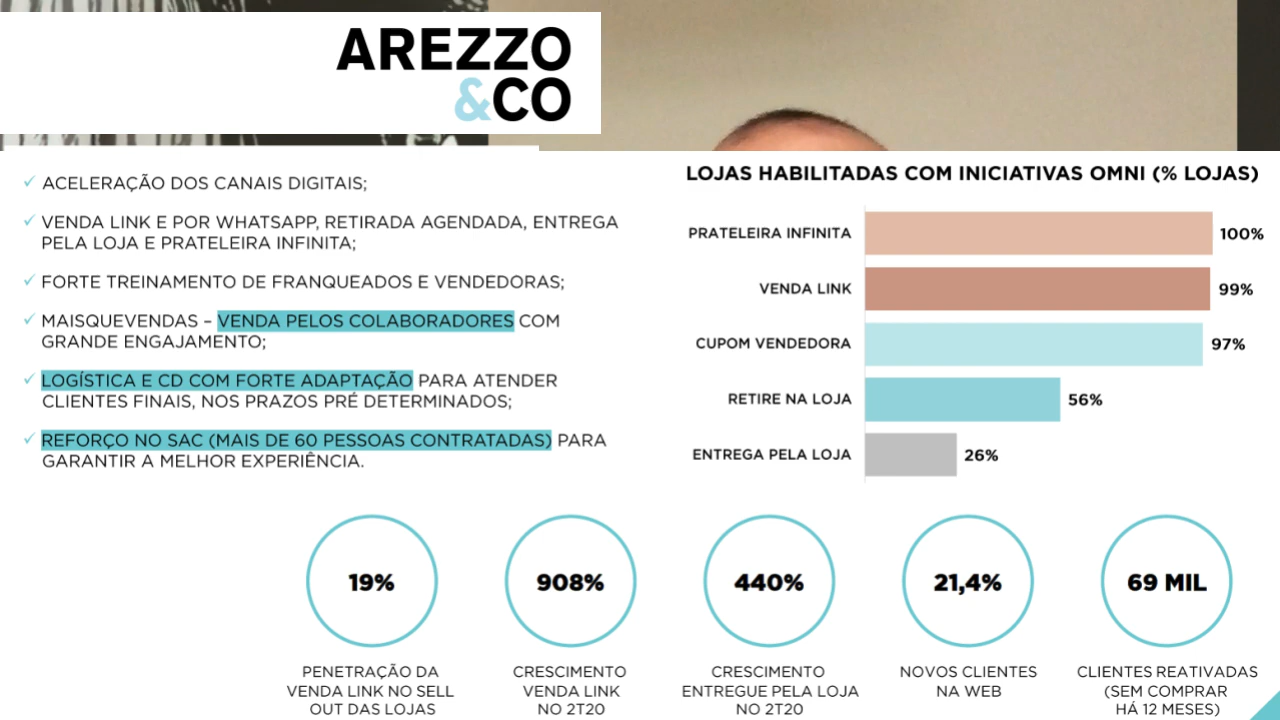 AREZZO
&CO
ACELERAÇÃO DOS CANAIS DIGITAIS;
VENDA LINK E POR WHATSAPP, RETIRADA AGENDADA, ENTREGA
PELA LOJA E PRATELEIRA INFINITA;
FORTE TREINAMENTO DE FRANQUEADOS E VENDEDORAS;
MAISQUEVENDAS – VENDA PELOS COLABORADORES COM
GRANDE ENGAJAMENTO;
LOGÍSTICA E CD COM FORTE ADAPTAÇÃO PARA ATENDER
CLIENTES FINAIS, NOS PRAZOS PRÉ DETERMINADOS;
REFORÇO NO SAC (MAIS DE 60 PESSOAS CONTRATADAS) PARA
GARANTIR A MELHOR EXPERIÊNCIA.
LOJAS HABILITADAS COM INICIATIVAS OMNI (% LOJAS)
PRATELEIRA INFINITA 100%
VENDA LINK 99%
CUPOM VENDEDORA 97%
RETIRE NA LOJA 56%
ENTREGA PELA LOJA 26%
19%
PENETRAÇÃO DA
VENDA LINK NO SELL
OUT DAS LOJAS
908%
CRESCIMENTO
VENDA LINK
NO 2T20
440%
CRESCIMENTO
ENTREGUE PELA LOJA
NO 2T20
21,4%
NOVOS CLIENTES
NA WEB
69 MIL
CLIENTES REATIVADAS
(SEM COMPRAR
HÁ 12 MESES)